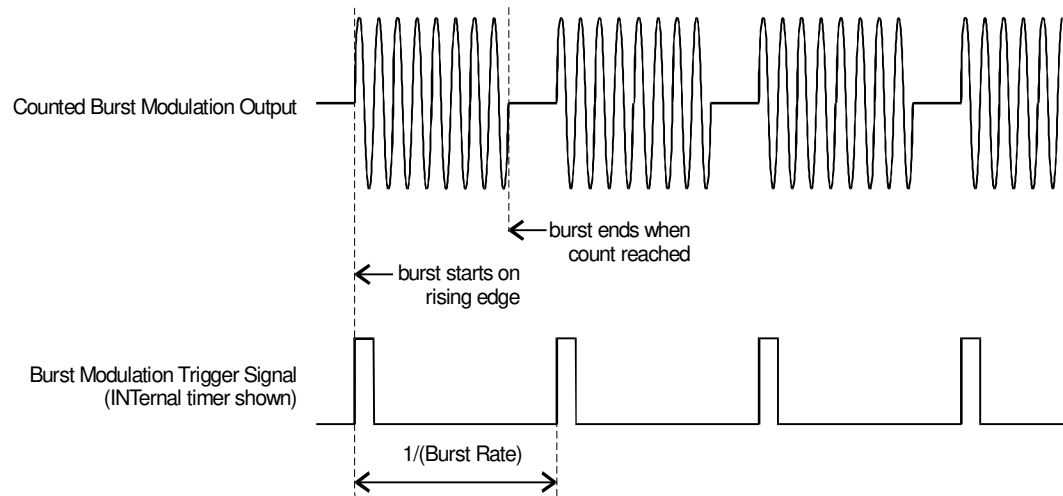 Counted Burst Modulation Output
burst ends when
count reached
burst starts on
rising edge
Burst Modulation Trigger Signal
(INTernal timer shown)
1/(Burst Rate)